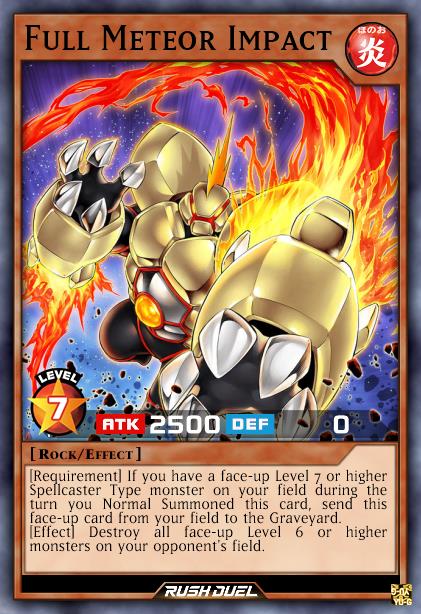 FULL METEOR IMPACT
ほのお
炎
LEVEL
7
ATK 2500 DEF 0
[ROCK/EFFECT]
[Requirement] If you have a face-up Level 7 or higher
Spellcaster Type monster on your field during the
turn you Normal Summoned this card, send this
face-up card from your field to the Graveyard.
[Effect] Destroy all face-up Level 6 or higher
monsters on your opponent's field.
RUSH DUEL